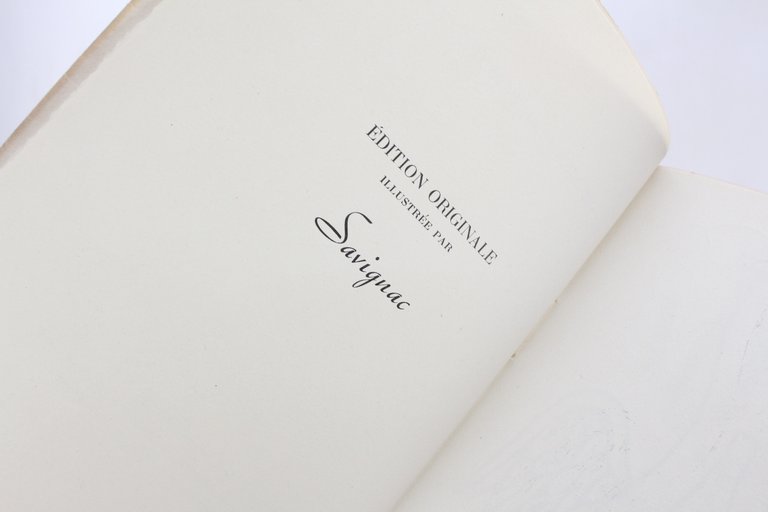 ÉDITION ORIGINALE
ILLUSTRÉE PAR
Savignac